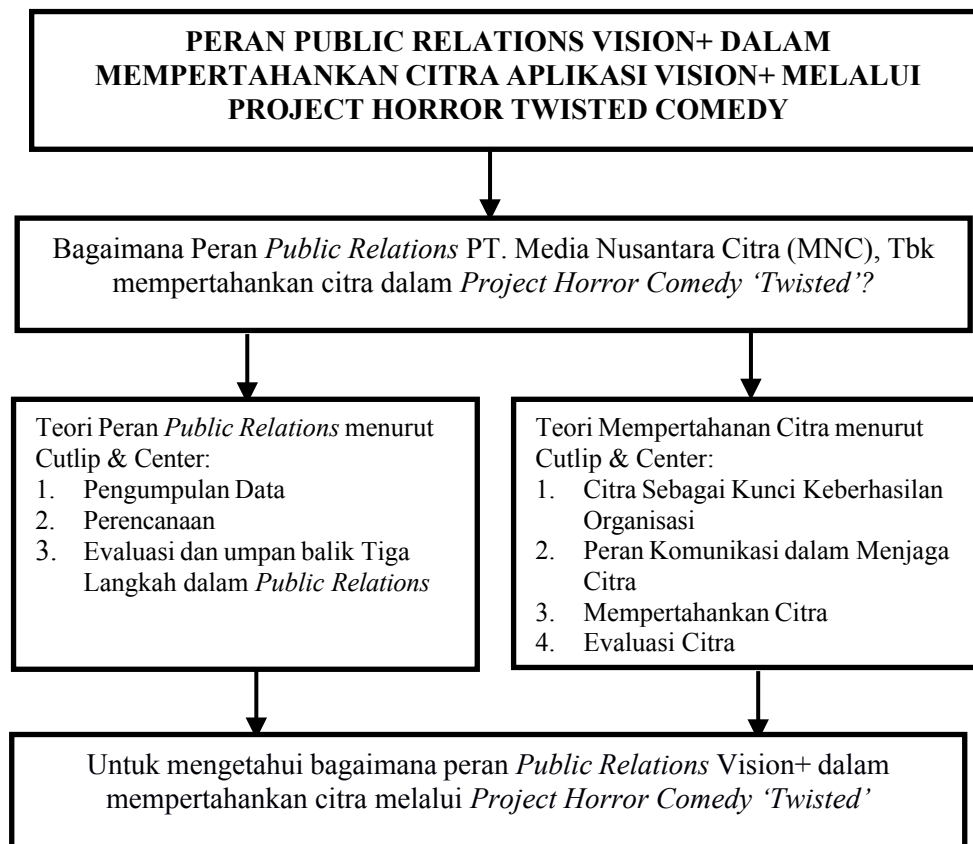 PERAN PUBLIC RELATIONS VISION+ DALAM
MEMPERTAHANKAN CITRA APLIKASI VISION+ MELALUI
PROJECT HORROR TWISTED COMEDY
Bagaimana Peran Public Relations PT. Media Nusantara Citra (MNC), Tbk
mempertahankan citra dalam Project Horror Comedy ‘Twisted’?
Teori Peran Public Relations menurut
Cutlip & Center:
1. Pengumpulan Data
2. Perencanaan
3. Evaluasi dan umpan balik Tiga
Langkah dalam Public Relations
Teori Mempertahanan Citra menurut
Cutlip & Center:
1. Citra Sebagai Kunci Keberhasilan
Organisasi
2. Peran Komunikasi dalam Menjaga
Citra
3. Mempertahankan Citra
4. Evaluasi Citra
Untuk mengetahui bagaimana peran Public Relations Vision+ dalam
mempertahankan citra melalui Project Horror Comedy ‘Twisted’